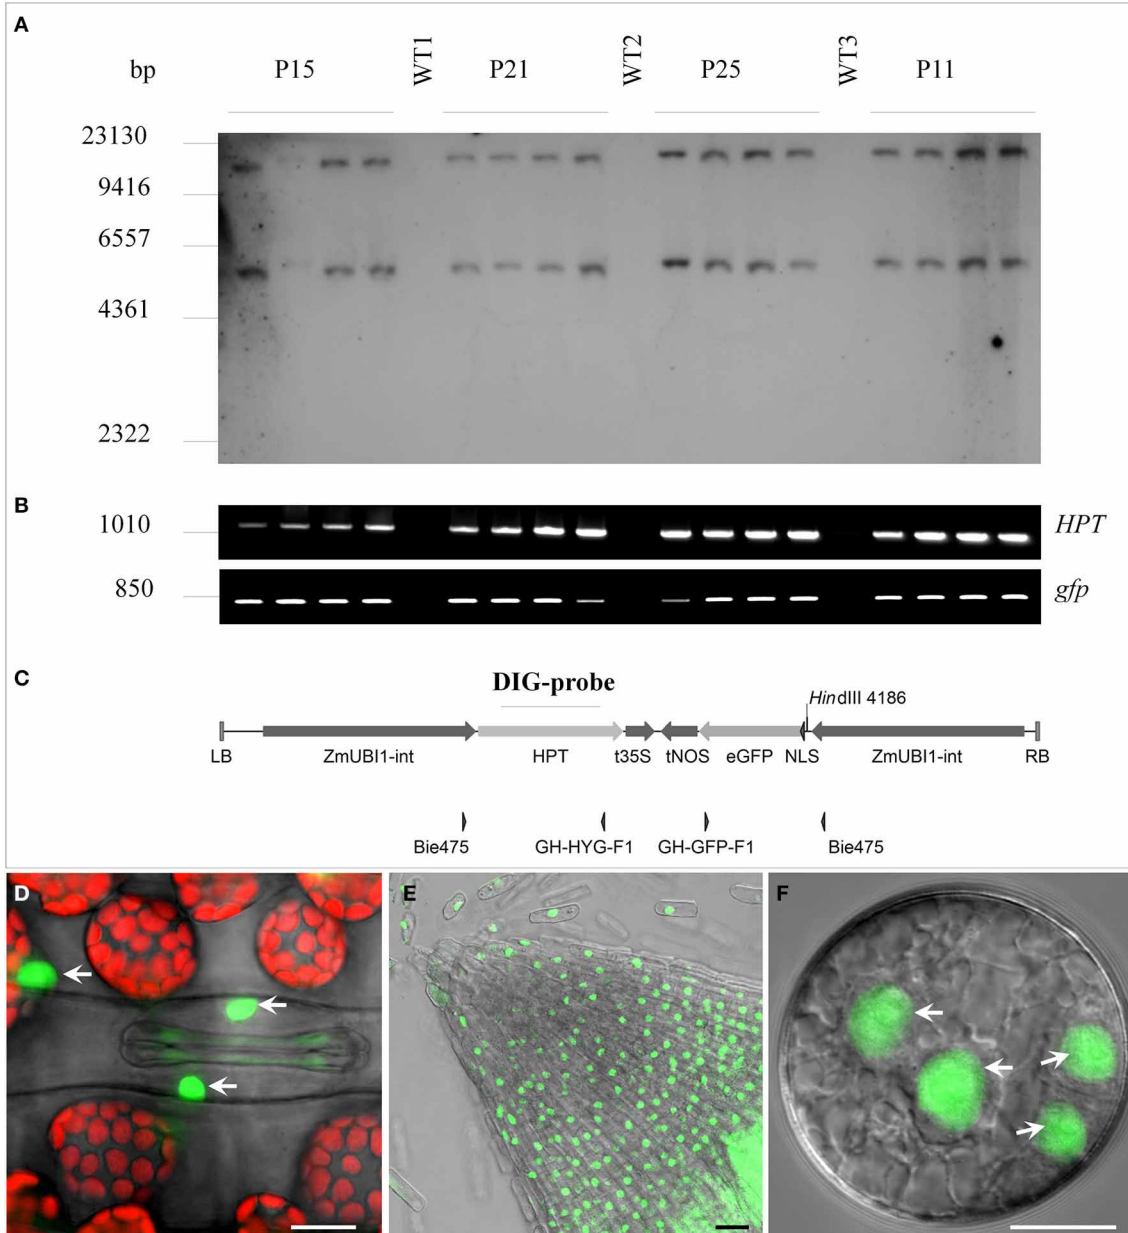 A
bp
P15
WT1
P21
WT2
P25
WT3
P11
23130
9416
6557
4361
2322
B
1010
HPT
850
gfp
C
DIG-probe
HindIII 4186
LB
ZmUBI1-int
HPT
t35S
tNOS
eGFP
NLS
ZmUBI1-int
RB
Bie475
GH-HYG-F1
GH-GFP-F1
Bie475
D
E
F